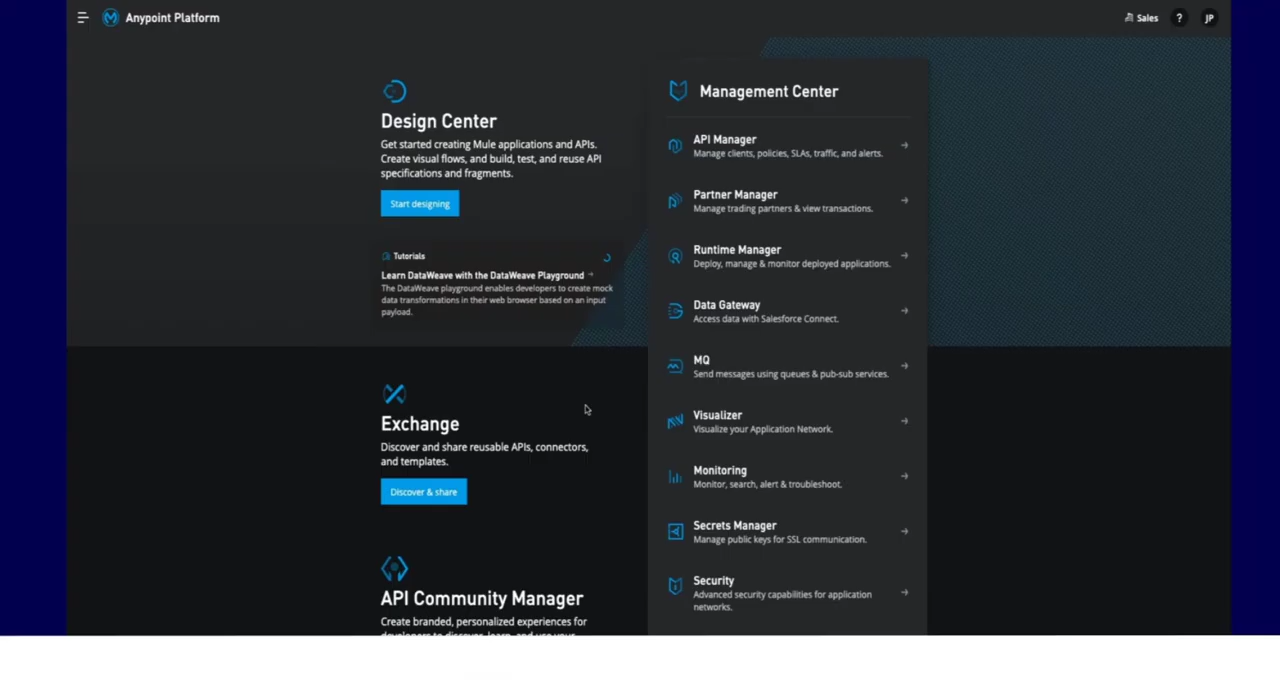 Anypoint Platform
Sales
?
JP
Design Center
Get started creating Mule applications and APIs.
Create visual flows, and build, test, and reuse API
specifications and fragments.
Start designing
Tutorials
Learn DataWeave with the DataWeave Playground
The DataWeave playground enables developers to create mock
data transformations in their web browser based on an input
payload.
Exchange
Discover and share reusable APIs, connectors,
and templates.
Discover & share
API Community Manager
Create branded, personalized experiences for
developers to discover, learn, and use your
Management Center
API Manager
Manage clients, policies, SLAs, traffic, and alerts.
Partner Manager
Manage trading partners & view transactions.
Runtime Manager
Deploy, manage & monitor deployed applications.
Data Gateway
Access data with Salesforce Connect.
MQ
Send messages using queues & pub-sub services.
Visualizer
Visualize your Application Network.
Monitoring
Monitor, search, alert & troubleshoot.
Secrets Manager
Manage public keys for SSL communication.
Security
Advanced security capabilities for application
networks.